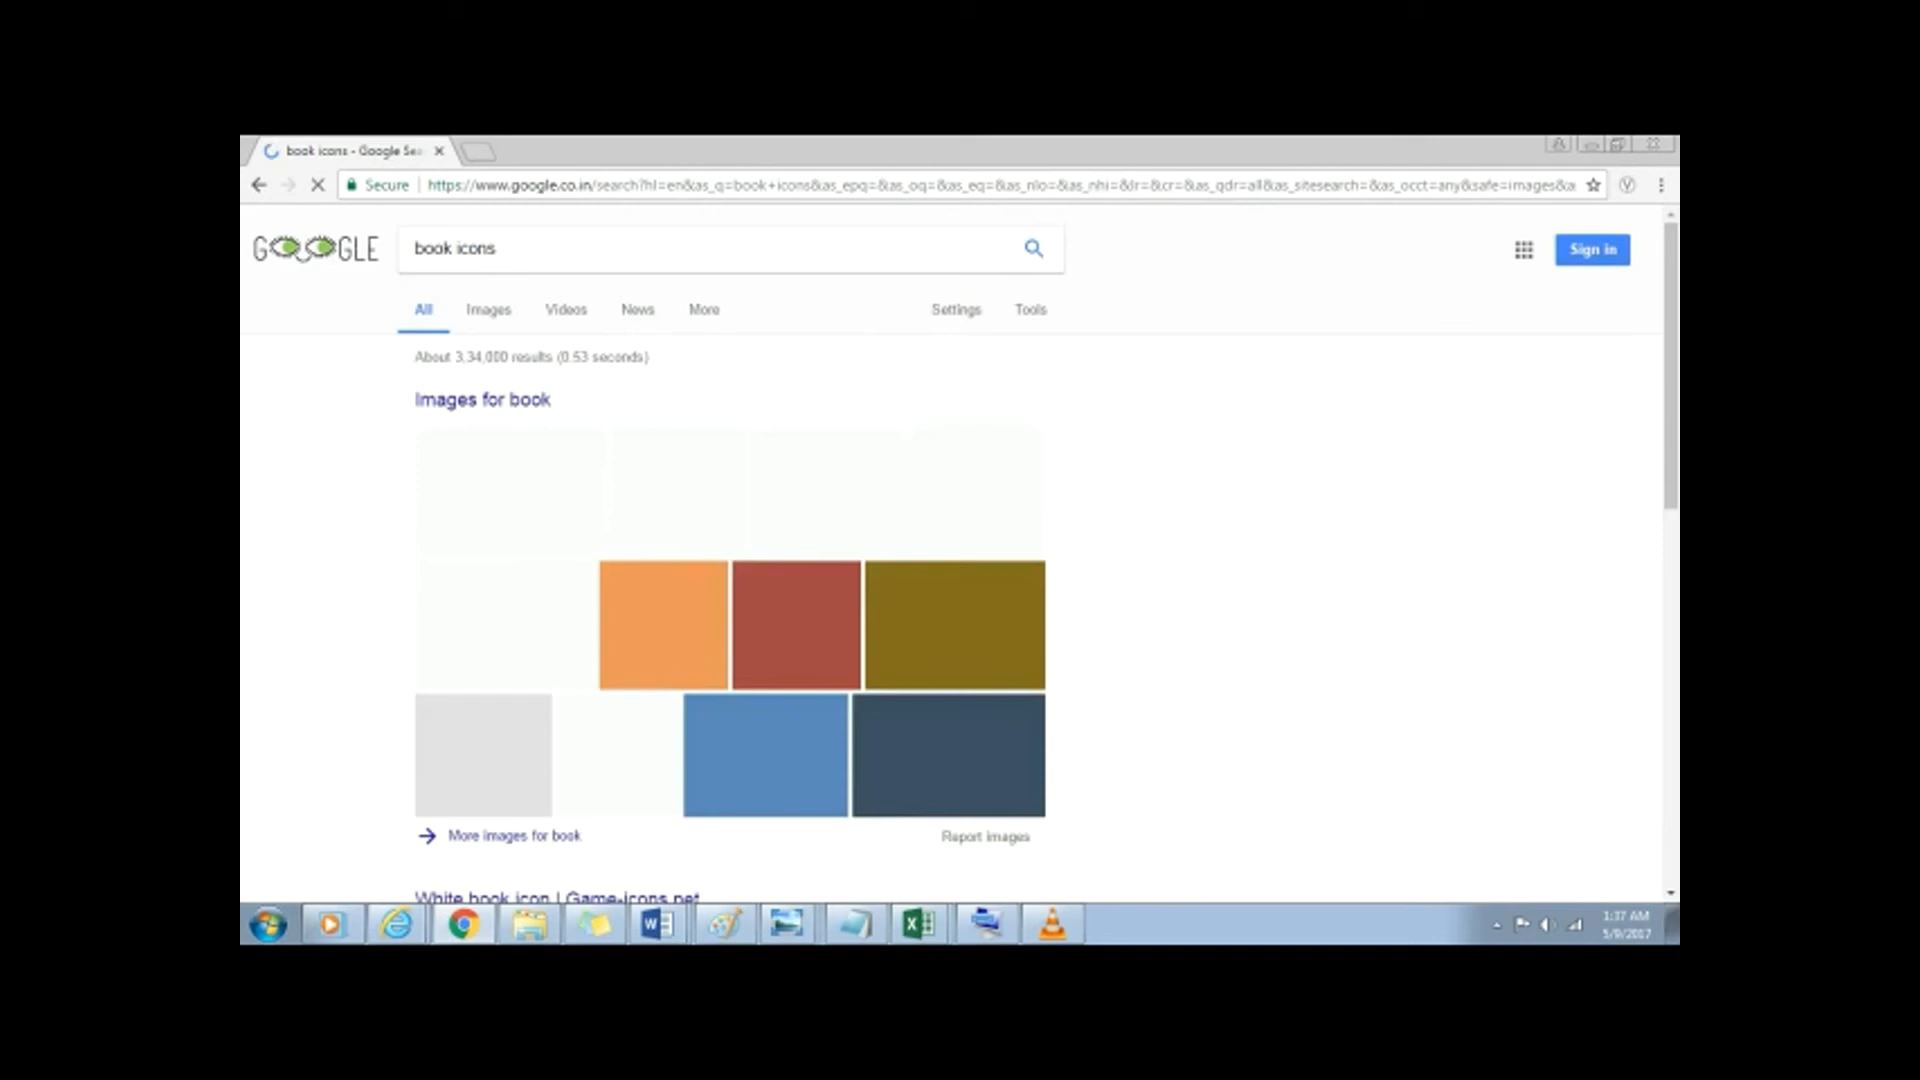 book icons - Google Sea
Secure https://www.google.co.in/search?hl=en&as_q=book+icons&as_epq=&as_oq=&as_eq=&as_nlo=&as_nhi=&lr=&cr=&as_qdr=all&as_sitesearch=&as_occt=any&safe=images&a
GOOGLE book icons Sign in
All Images Videos News More Settings Tools
About 3,34,000 results (0.53 seconds)
Images for book
More images for book Report images
White book icon | Game-icons.net
1:37 AM
5/9/2017